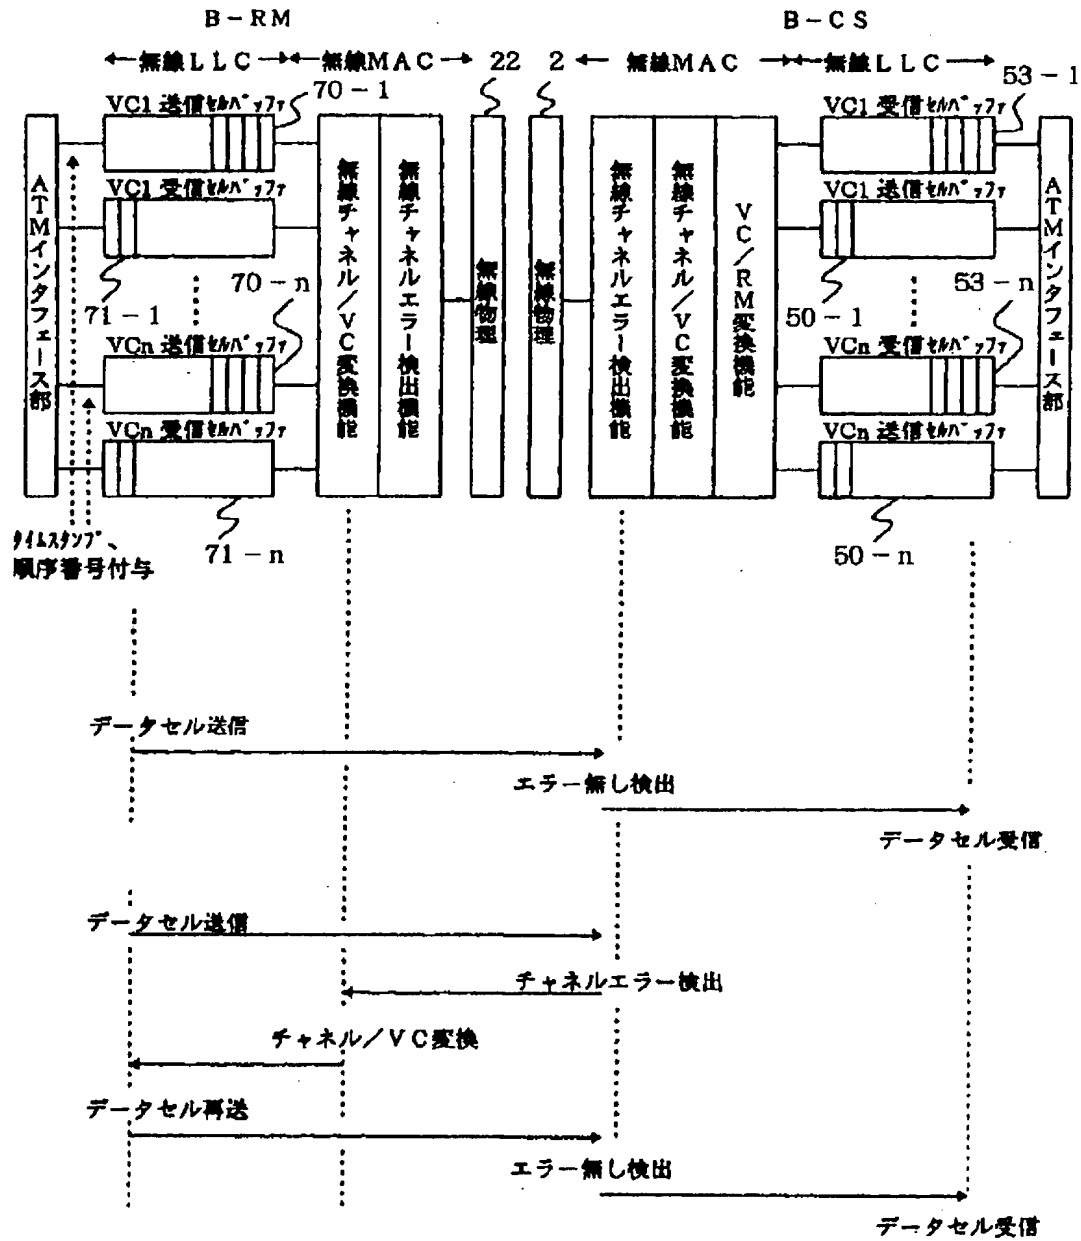 B-RM
B-CS
無線LLC
無線MAC
22
2
無線MAC
無線LLC
70-1
53-1
VC1 送信ｾﾙﾊﾞｯﾌｧ
VC1 受信ｾﾙﾊﾞｯﾌｧ
VC1 受信ｾﾙﾊﾞｯﾌｧ
VC1 送信ｾﾙﾊﾞｯﾌｧ
ATMインタフェース部
無線チャネル/VC変換機能
無線チャネルエラー検出機能
無線物理
無線物理
無線チャネルエラー検出機能
無線チャネル/VC変換機能
VC/RM変換機能
ATMインタフェース部
71-1
70-n
50-1
53-n
VCn 送信ｾﾙﾊﾞｯﾌｧ
VCn 受信ｾﾙﾊﾞｯﾌｧ
VCn 受信ｾﾙﾊﾞｯﾌｧ
VCn 送信ｾﾙﾊﾞｯﾌｧ
ﾀｲﾑｽﾀﾝﾌﾟ、
順序番号付与
71-n
50-n
データセル送信
エラー無し検出
データセル受信
データセル送信
チャネルエラー検出
チャネル/VC変換
データセル再送
エラー無し検出
データセル受信